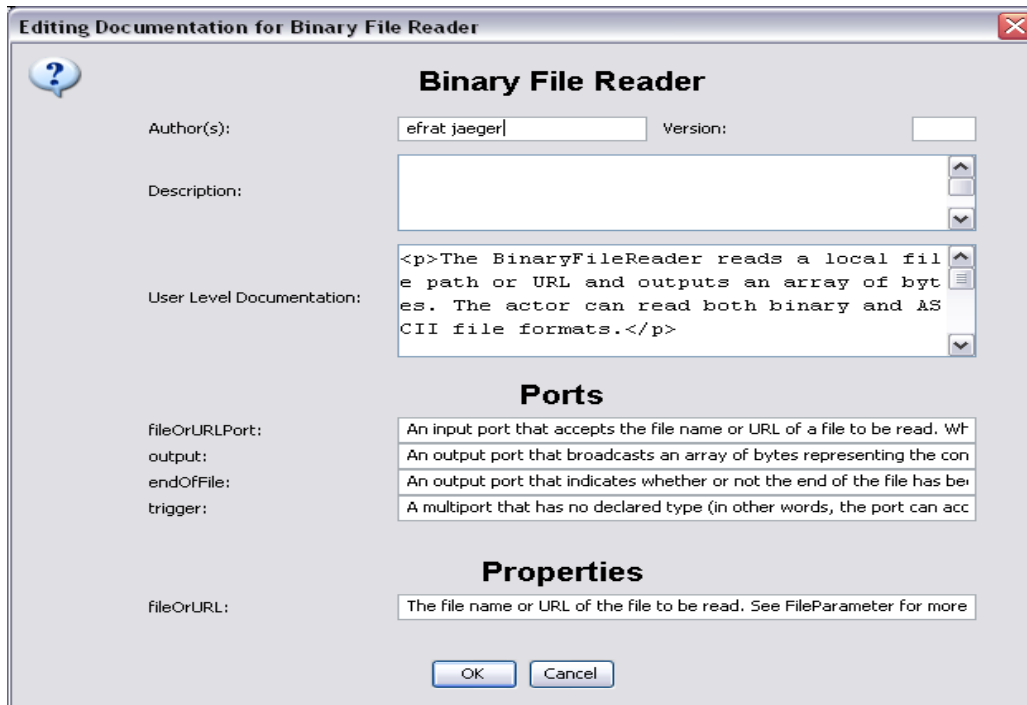 Editing Documentation for Binary File Reader
Binary File Reader
Author(s): efrat jaeger Version:
Description:
User Level Documentation:
<p>The BinaryFileReader reads a local fil
e path or URL and outputs an array of byt
es. The actor can read both binary and AS
CII file formats.</p>
Ports
fileOrURLPort: An input port that accepts the file name or URL of a file to be read. Wh
output: An output port that broadcasts an array of bytes representing the con
endOfFile: An output port that indicates whether or not the end of the file has be
trigger: A multiport that has no declared type (in other words, the port can acc
Properties
fileOrURL: The file name or URL of the file to be read. See FileParameter for more
OK Cancel